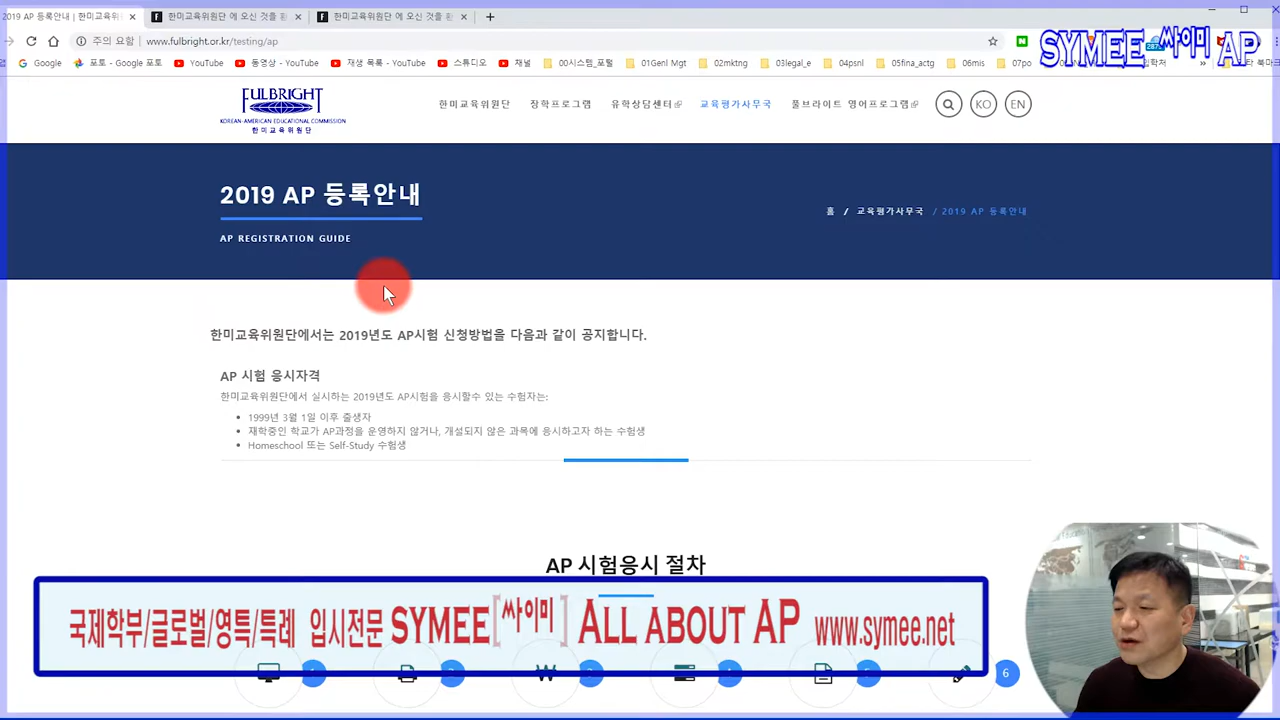 2019 AP 등록안내 | 한미교육위원
한미교육위원단 에 오신 것을 환
한미교육위원단 에 오신 것을 환
주의 요함
www.fulbright.or.kr/testing/ap
SYMEE 싸이미 AP
Google
포토 - Google 포토
YouTube
동영상 - YouTube
재생 목록 - YouTube
스튜디오
채널
00시스템_포털
01Genl Mgt
02mktng
03legal_e
04psnl
05fina_actg
06mis
07po
FULBRIGHT
KOREAN-AMERICAN EDUCATIONAL COMMISSION
한미교육위원단
한미교육위원단
장학프로그램
유학상담센터
교육평가사무국
풀브라이트 영어프로그램
KO
EN
2019 AP 등록안내
AP REGISTRATION GUIDE
홈 / 교육평가사무국 / 2019 AP 등록안내
한미교육위원단에서는 2019년도 AP시험 신청방법을 다음과 같이 공지합니다.
AP 시험 응시자격
한미교육위원단에서 실시하는 2019년도 AP시험을 응시할수 있는 수험자는:
1999년 3월 1일 이후 출생자
재학중인 학교가 AP과정을 운영하지 않거나, 개설되지 않은 과목에 응시하고자 하는 수험생
Homeschool 또는 Self-Study 수험생
AP 시험응시 절차
국제학부/글로벌/영특/특례 입시전문 SYMEE[싸이미] ALL ABOUT AP www.symee.net
6